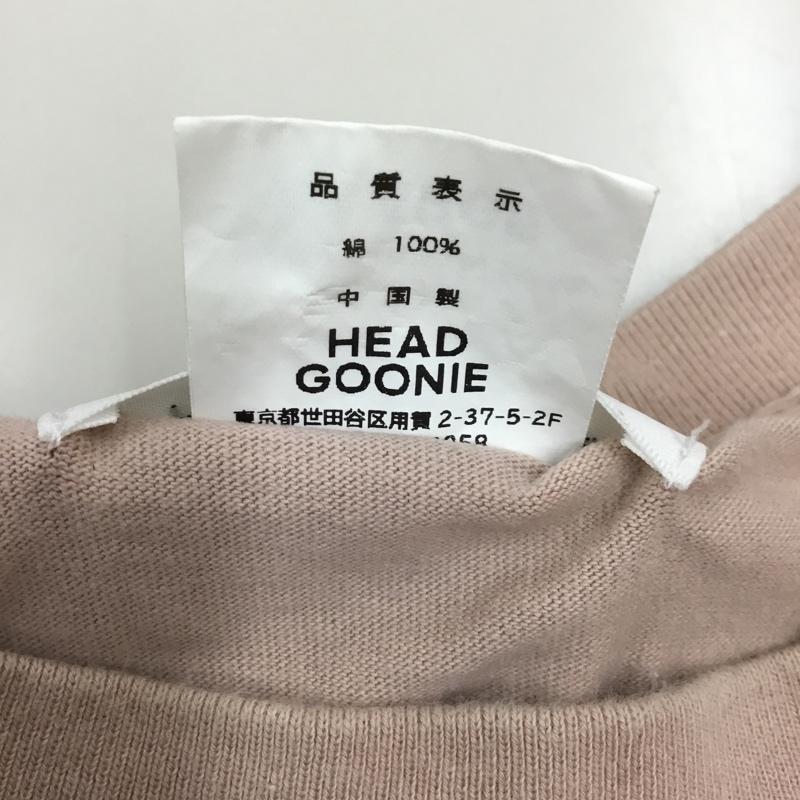 品質表示
綿 100%
中国製
HEAD
GOONIE
東京都世田谷区用賀2-37-5-2F